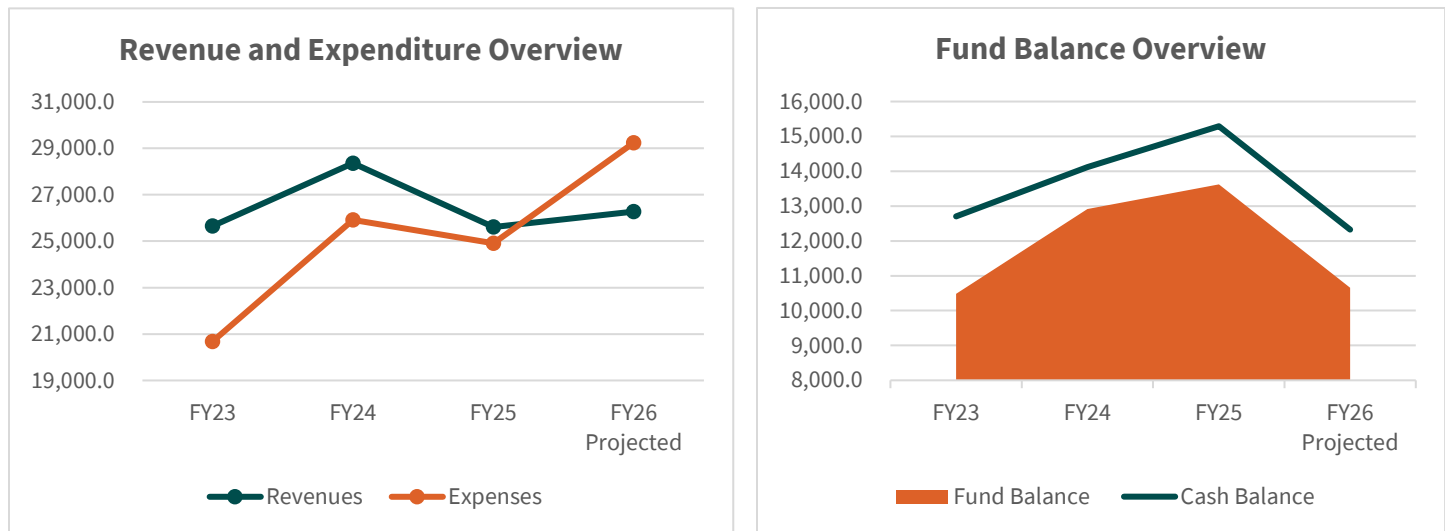 Revenue and Expenditure Overview
31,000.0
29,000.0
27,000.0
25,000.0
23,000.0
21,000.0
19,000.0
FY23 FY24 FY25 FY26
Projected
Revenues Expenses
Fund Balance Overview
16,000.0
15,000.0
14,000.0
13,000.0
12,000.0
11,000.0
10,000.0
9,000.0
8,000.0
FY23 FY24 FY25 FY26
Projected
Fund Balance Cash Balance